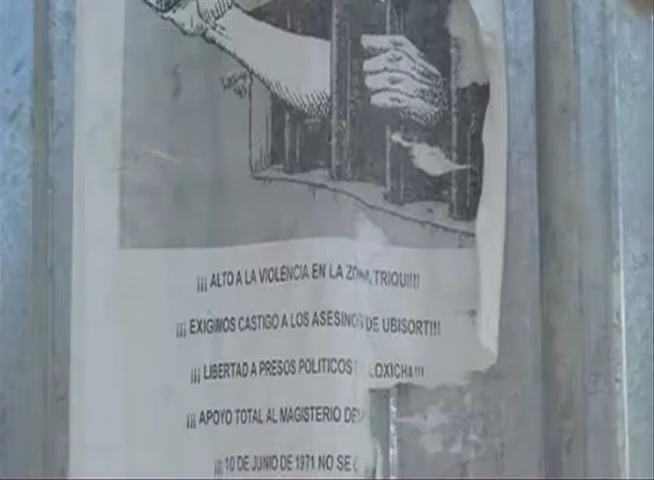 ¡¡¡ ALTO A LA VIOLENCIA EN LA ZONA TRIQUI!!!!
¡¡¡ EXIGIMOS CASTIGO A LOS ASESINOS DE UBISORT!!!
¡¡¡ LIBERTAD A PRESOS POLITICOS LOXICHA!!!
¡¡¡ APOYO TOTAL AL MAGISTERIO
¡¡¡ 10 DE JUNIO DE 1971 NO SE